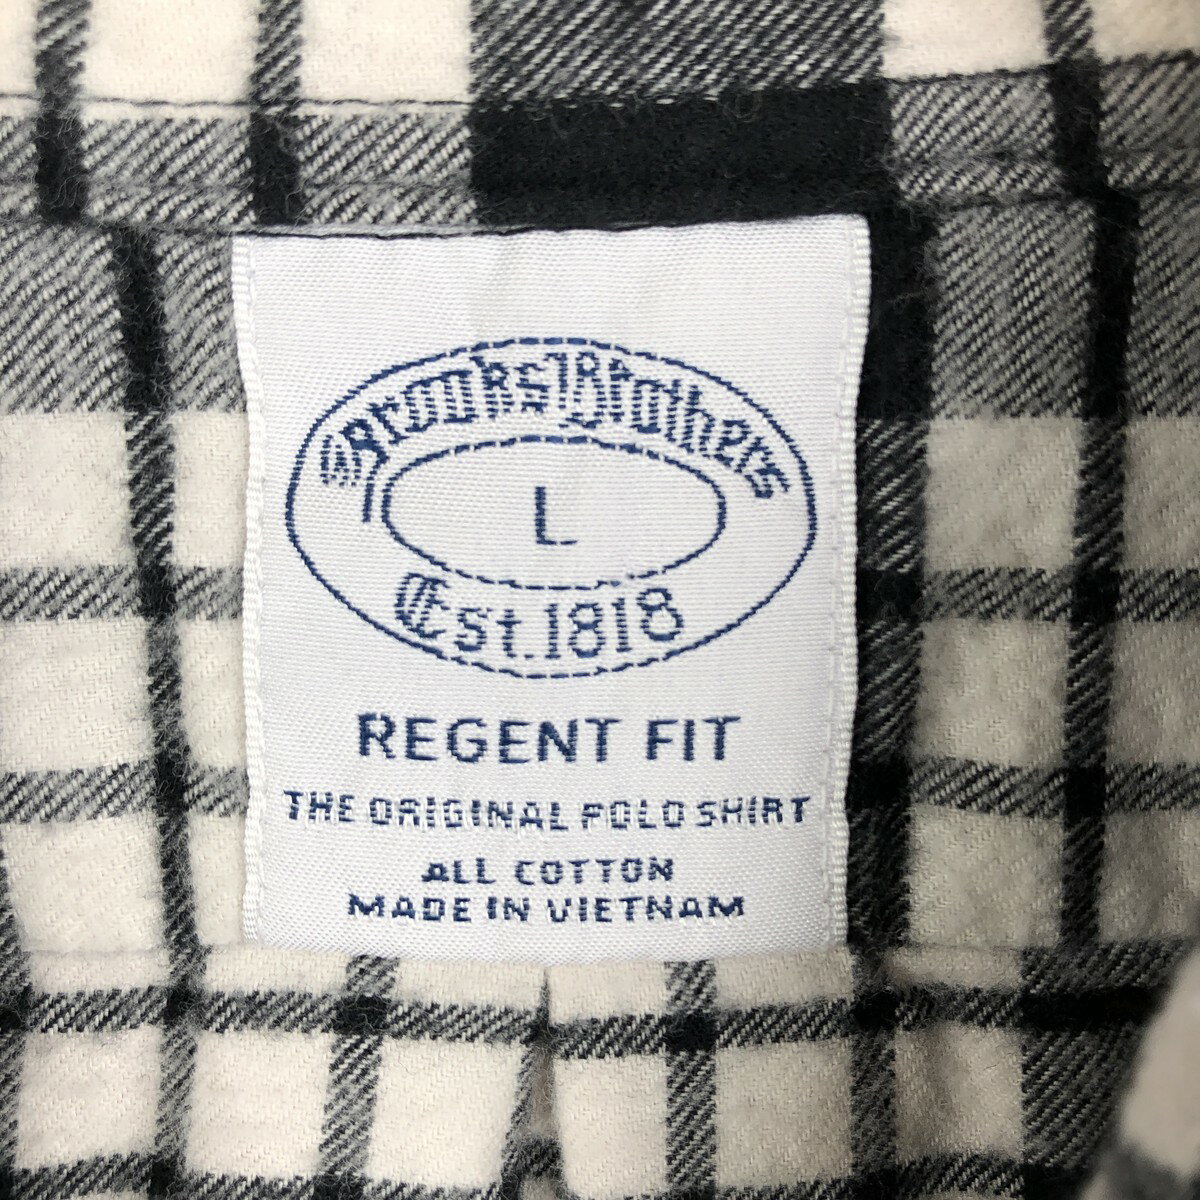 Brooks Brothers
L
Est. 1818
REGENT FIT
THE ORIGINAL POLO SHIRT
ALL COTTON
MADE IN VIETNAM